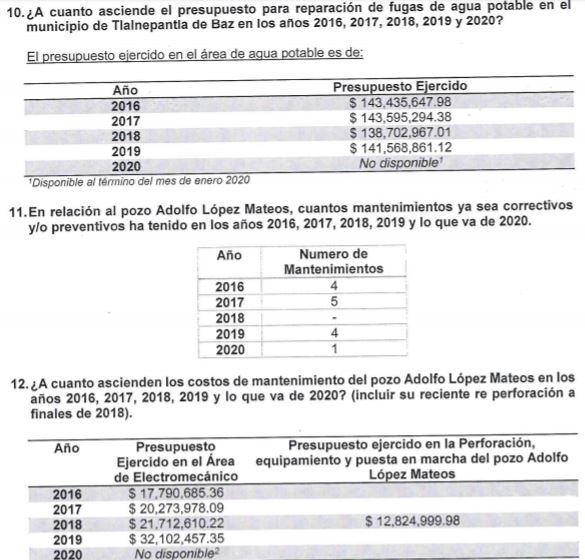 10.¿A cuanto asciende el presupuesto para reparación de fugas de agua potable en el
municipio de Tlalnepantla de Baz en los años 2016, 2017, 2018, 2019 y 2020?
El presupuesto ejercido en el área de agua potable es de:
Año Presupuesto Ejercido
2016 $ 143,435,647.98
2017 $ 143,595,294.38
2018 $ 138,702,967.01
2019 $ 141,568,861.12
2020 No disponible¹
¹Disponible al término del mes de enero 2020
11.En relación al pozo Adolfo López Mateos, cuantos mantenimientos ya sea correctivos
y/o preventivos ha tenido en los años 2016, 2017, 2018, 2019 y lo que va de 2020.
Año Numero de
Mantenimientos
2016 4
2017 5
2018 -
2019 4
2020 1
12.¿A cuanto ascienden los costos de mantenimiento del pozo Adolfo López Mateos en los
años 2016, 2017, 2018, 2019 y lo que va de 2020? (incluir su reciente re perforación a
finales de 2018).
Año Presupuesto Presupuesto ejercido en la Perforación,
Ejercido en el Área equipamiento y puesta en marcha del pozo Adolfo
de Electromecánico López Mateos
2016 $ 17,790,685.36
2017 $ 20,273,978.09
2018 $ 21,712,610.22 $ 12,824,999.98
2019 $ 32,102,457.35
2020 No disponible²